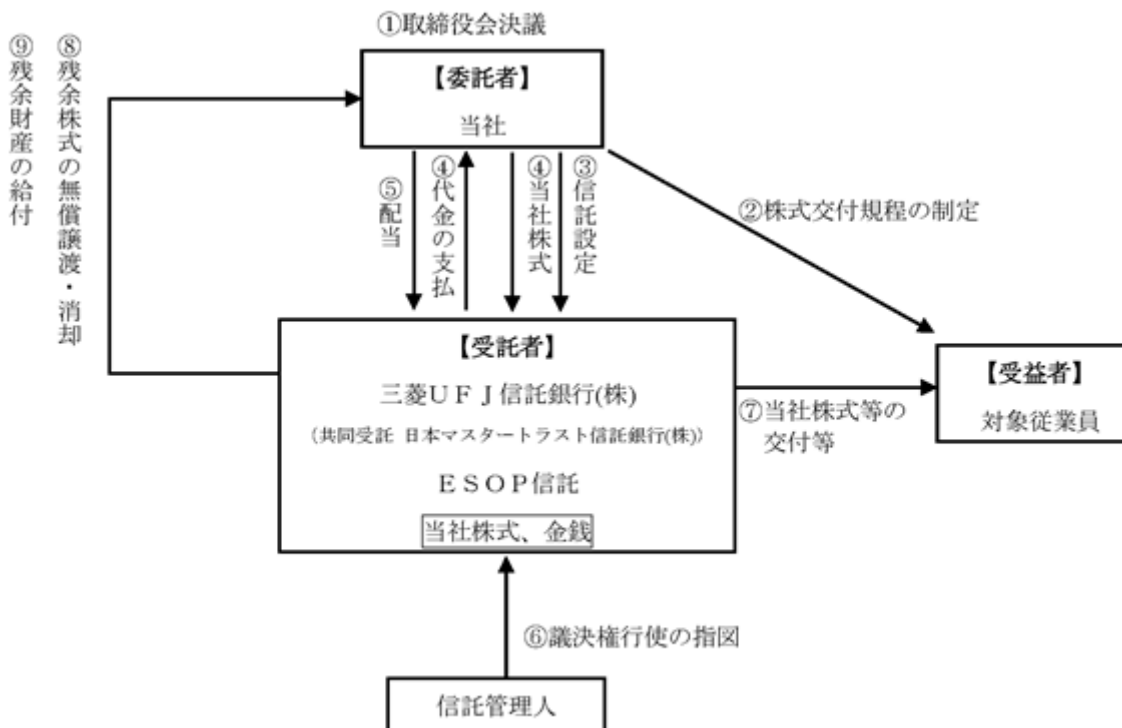 ①取締役会決議
【委託者】
当社
⑨残余財産の給付
⑧残余株式の無償譲渡・消却
⑤配当
④代金の支払
④当社株式
③信託設定
②株式交付規程の制定
【受託者】
三菱ＵＦＪ信託銀行(株)
（共同受託 日本マスタートラスト信託銀行(株)）
ＥＳＯＰ信託
当社株式、金銭
⑦当社株式等の
交付等
【受益者】
対象従業員
⑥議決権行使の指図
信託管理人